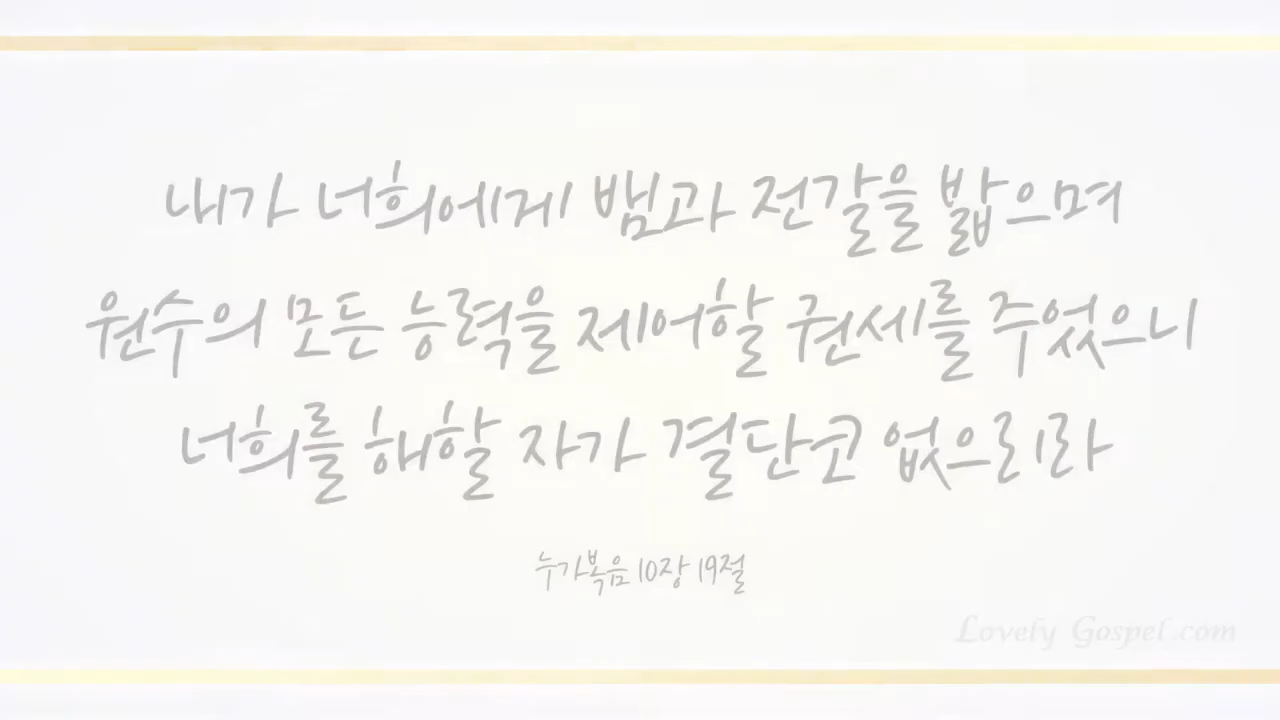 내가 너희에게 뱀과 전갈을 밟으며
원수의 모든 능력을 제어할 권세를 주었으니
너희를 해할 자가 결단코 없으리라
누가복음 10장 19절
Lovely Gospel.com